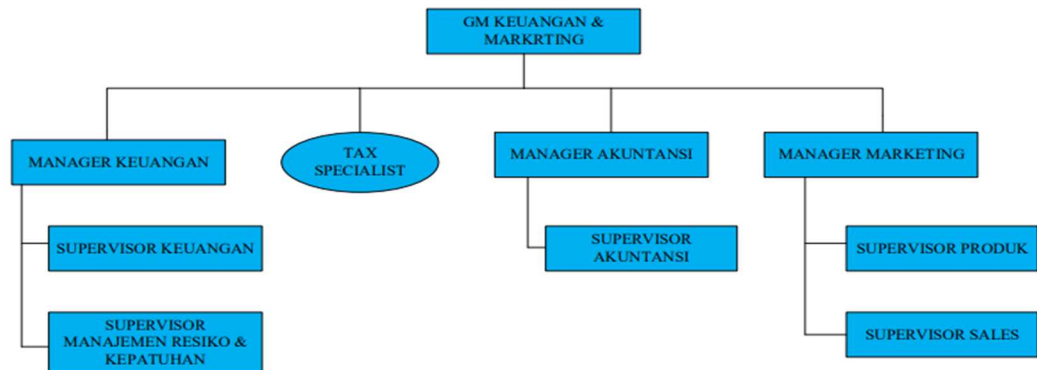 GM KEUANGAN &
MARKRTING
MANAGER KEUANGAN
TAX
SPECIALIST
MANAGER AKUNTANSI
MANAGER MARKETING
SUPERVISOR KEUANGAN
SUPERVISOR
AKUNTANSI
SUPERVISOR PRODUK
SUPERVISOR
MANAJEMEN RESIKO &
KEPATUHAN
SUPERVISOR SALES